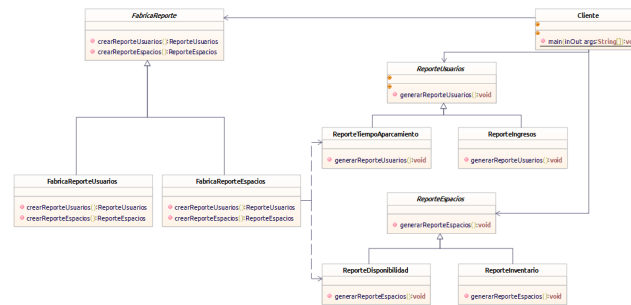 FabricaReporte
crearReporteUsuarios():ReporteUsuarios
crearReporteEspacios():ReporteEspacios
Cliente
main(inOut args:String[]):vo
ReporteUsuarios
generarReporteUsuarios():void
ReporteTiempoAparcamiento
generarReporteUsuarios():void
ReporteIngresos
generarReporteUsuarios():void
FabricaReporteUsuarios
crearReporteUsuarios():ReporteUsuarios
crearReporteEspacios():ReporteEspacios
FabricaReporteEspacios
crearReporteUsuarios():ReporteUsuarios
crearReporteEspacios():ReporteEspacios
ReporteEspacios
generarReporteEspacios():void
ReporteDisponibilidad
generarReporteEspacios():void
ReporteInventario
generarReporteEspacios():void